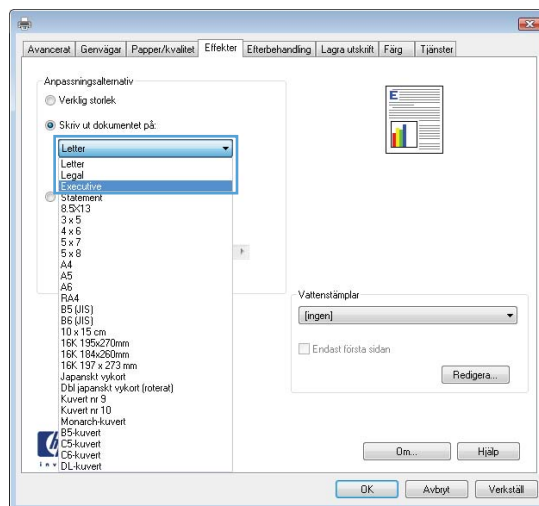 Avancerat Genvägar Papper/kvalitet Effekter Efterbehandling Lagra utskrift Färg Tjänster
Anpassningsalternativ
Verklig storlek
Skriv ut dokumentet på:
Letter
Letter
Legal
Executive
Statement
8.5X13
3 x 5
4 x 6
5 x 7
5 x 8
A4
A5
A6
RA4
B5 (JIS)
B6 (JIS)
10 x 15 cm
16K 195x270mm
16K 184x260mm
16K 197 x 273 mm
Japanskt vykort
Dbl japanskt vykort (roterat)
Kuvert nr 9
Kuvert nr 10
Monarch-kuvert
B5-kuvert
C5-kuvert
C6-kuvert
DL-kuvert
E
Vattenstämplar
[ingen]
Endast första sidan
Redigera...
Om... Hjälp
OK Avbryt Verkställ